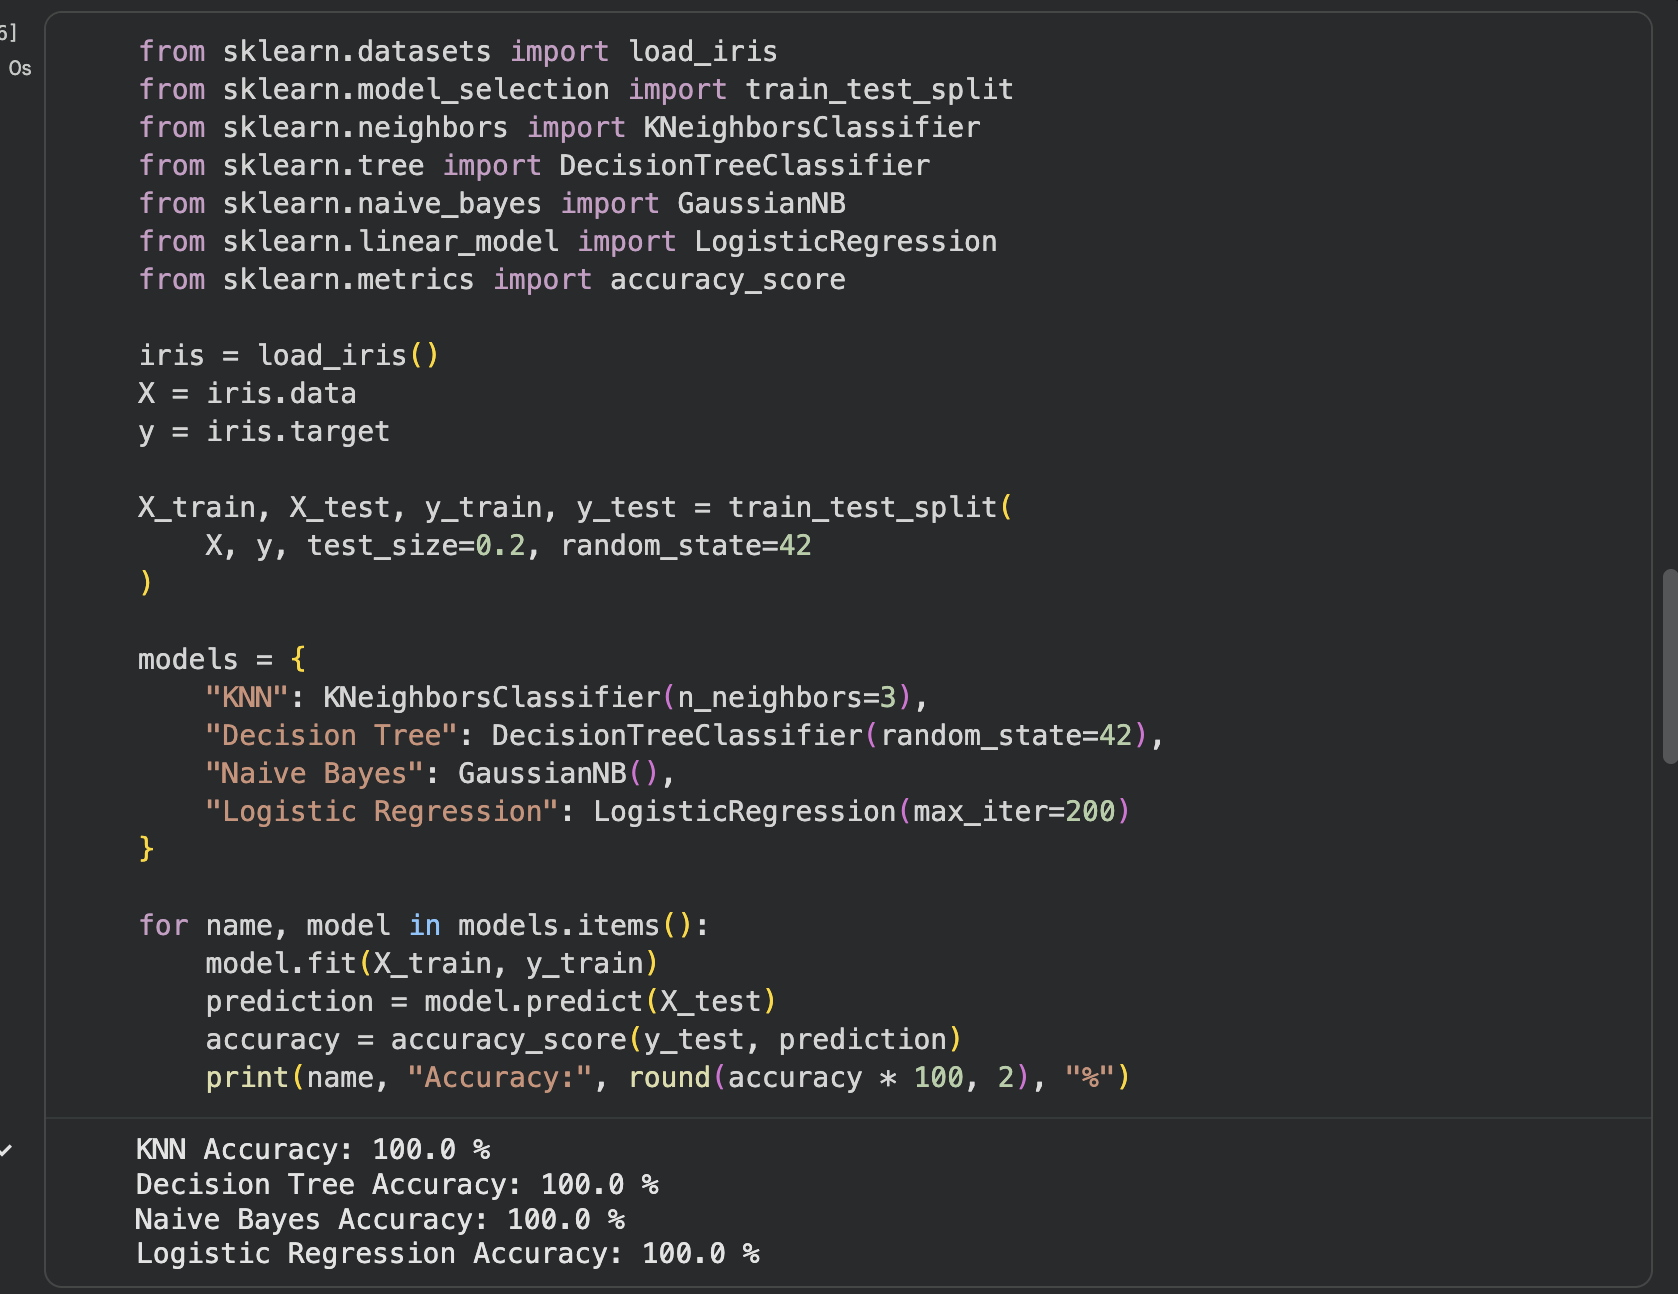 6]
0s
from sklearn.datasets import load_iris
from sklearn.model_selection import train_test_split
from sklearn.neighbors import KNeighborsClassifier
from sklearn.tree import DecisionTreeClassifier
from sklearn.naive_bayes import GaussianNB
from sklearn.linear_model import LogisticRegression
from sklearn.metrics import accuracy_score

iris = load_iris()
X = iris.data
y = iris.target

X_train, X_test, y_train, y_test = train_test_split(
    X, y, test_size=0.2, random_state=42
)

models = {
    "KNN": KNeighborsClassifier(n_neighbors=3),
    "Decision Tree": DecisionTreeClassifier(random_state=42),
    "Naive Bayes": GaussianNB(),
    "Logistic Regression": LogisticRegression(max_iter=200)
}

for name, model in models.items():
    model.fit(X_train, y_train)
    prediction = model.predict(X_test)
    accuracy = accuracy_score(y_test, prediction)
    print(name, "Accuracy:", round(accuracy * 100, 2), "%")

KNN Accuracy: 100.0 %
Decision Tree Accuracy: 100.0 %
Naive Bayes Accuracy: 100.0 %
Logistic Regression Accuracy: 100.0 %